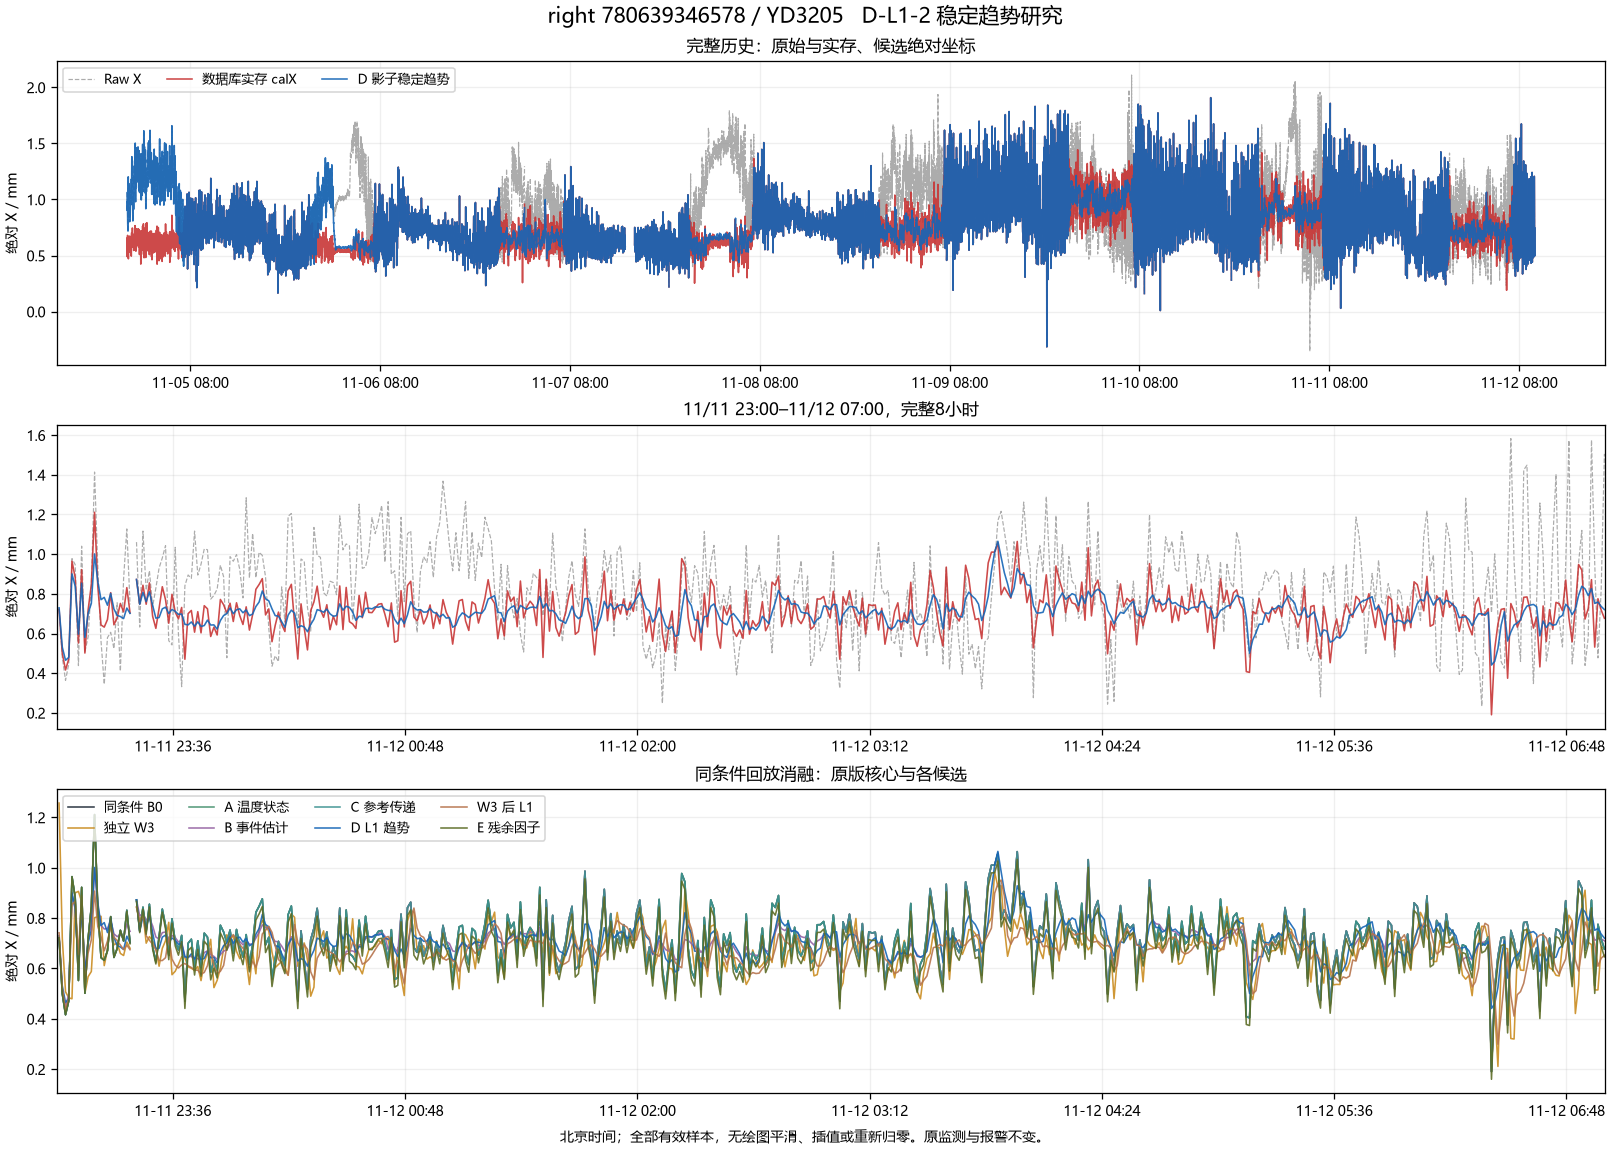 right 780639346578 / YD3205 D-L1-2 稳定趋势研究
完整历史：原始与实存、候选绝对坐标
Raw X 数据库实存 calX D 影子稳定趋势
绝对 X / mm
2.0
1.5
1.0
0.5
0.0
11-05 08:00 11-06 08:00 11-07 08:00 11-08 08:00 11-09 08:00 11-10 08:00 11-11 08:00 11-12 08:00
11/11 23:00–11/12 07:00，完整8小时
绝对 X / mm
1.6
1.4
1.2
1.0
0.8
0.6
0.4
0.2
11-11 23:36 11-12 00:48 11-12 02:00 11-12 03:12 11-12 04:24 11-12 05:36 11-12 06:48
同条件回放消融：原版核心与各候选
同条件 B0 A 温度状态 C 参考传递 W3 后 L1
独立 W3 B 事件估计 D L1 趋势 E 残余因子
绝对 X / mm
1.2
1.0
0.8
0.6
0.4
0.2
11-11 23:36 11-12 00:48 11-12 02:00 11-12 03:12 11-12 04:24 11-12 05:36 11-12 06:48
北京时间；全部有效样本，无绘图平滑、插值或重新归零。原监测与报警不变。